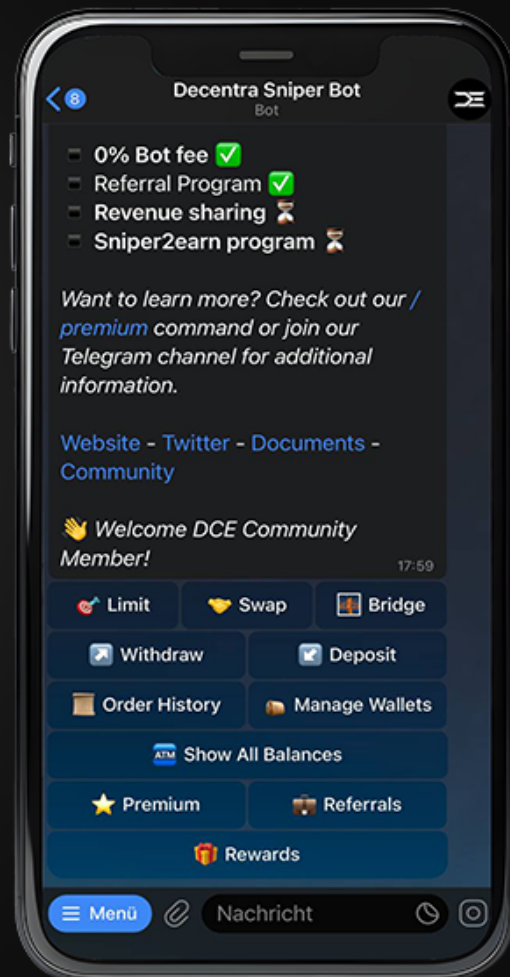 8
Decentra Sniper Bot
Bot
0% Bot fee ✅
Referral Program ✅
Revenue sharing ⏳
Sniper2earn program ⏳
Want to learn more? Check out our /
premium command or join our
Telegram channel for additional
information.
Website - Twitter - Documents -
Community
👋 Welcome DCE Community
Member!
17:59
Limit Swap Bridge
Withdraw Deposit
Order History Manage Wallets
ATM Show All Balances
Premium Referrals
Rewards
Menü Nachricht